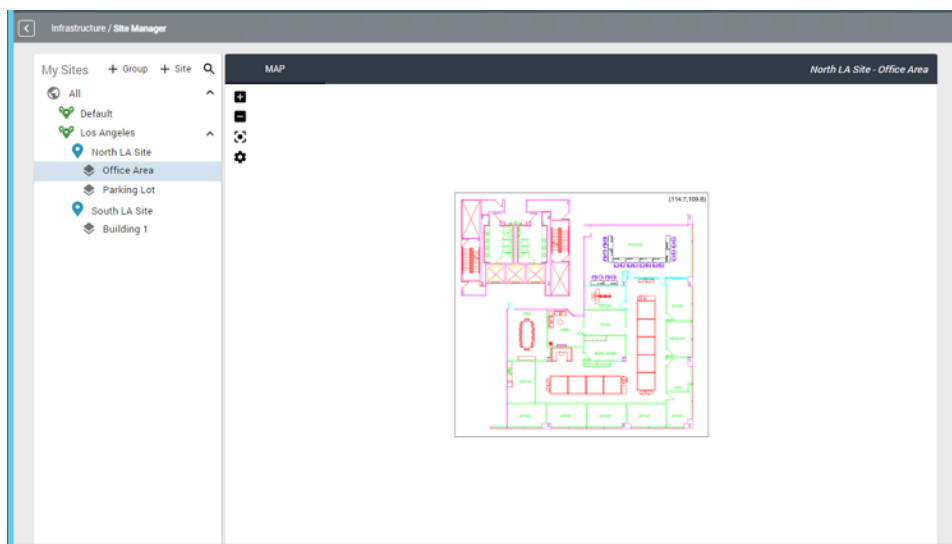 Infrastructure / Site Manager
My Sites + Group + Site
MAP
North LA Site - Office Area
All
Default
Los Angeles
North LA Site
Office Area
Parking Lot
South LA Site
Building 1
(114.7,109.8)